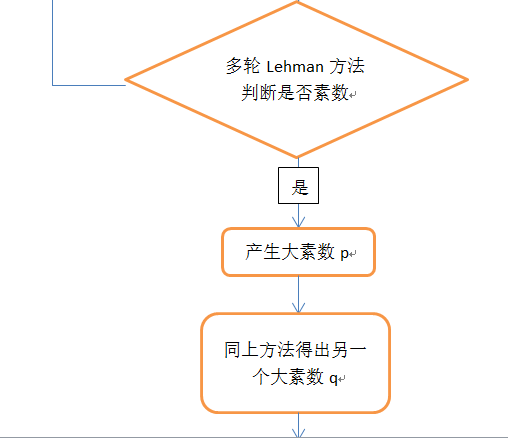 多轮 Lehman 方法
判断是否素数
是
产生大素数 p
同上方法得出另一
个大素数 q